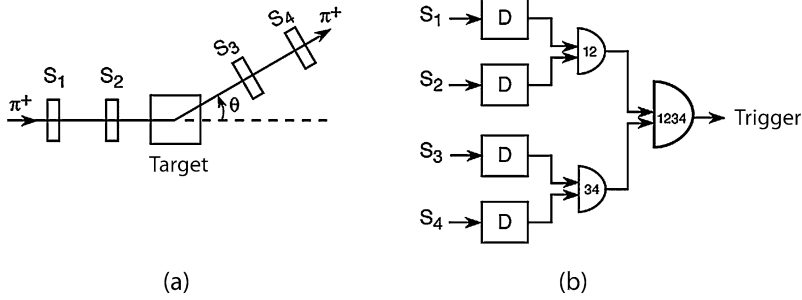 S₁
S₂
S₃
S₄
π⁺
π⁺
θ
Target
(a)
S₁
D
12
S₂
D
1234
Trigger
S₃
D
34
S₄
D
(b)